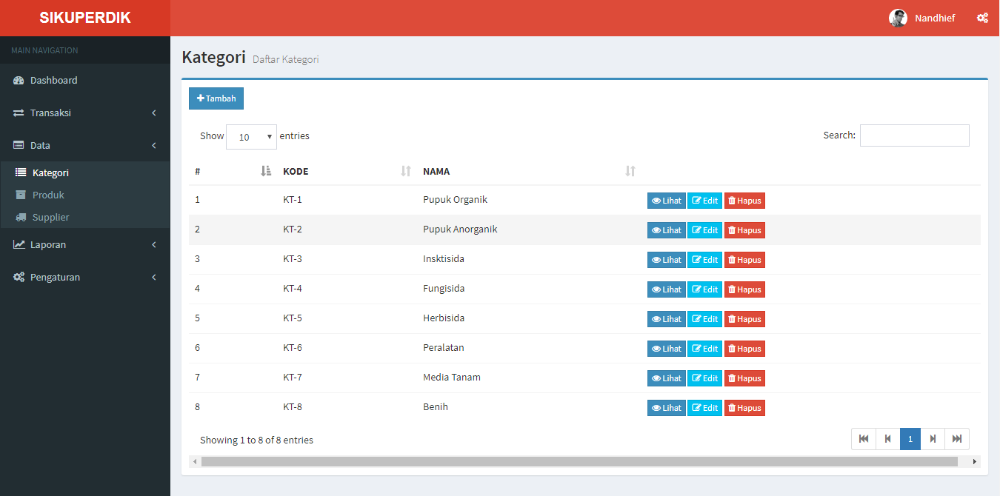 SIKUPERDIK
Nandhief
MAIN NAVIGATION
Dashboard
Transaksi
Data
Kategori
Produk
Supplier
Laporan
Pengaturan
Kategori Daftar Kategori
Tambah
Show 10 entries
Search:
# KODE NAMA
1 KT-1 Pupuk Organik Lihat Edit Hapus
2 KT-2 Pupuk Anorganik Lihat Edit Hapus
3 KT-3 Insktisida Lihat Edit Hapus
4 KT-4 Fungisida Lihat Edit Hapus
5 KT-5 Herbisida Lihat Edit Hapus
6 KT-6 Peralatan Lihat Edit Hapus
7 KT-7 Media Tanam Lihat Edit Hapus
8 KT-8 Benih Lihat Edit Hapus
Showing 1 to 8 of 8 entries
1